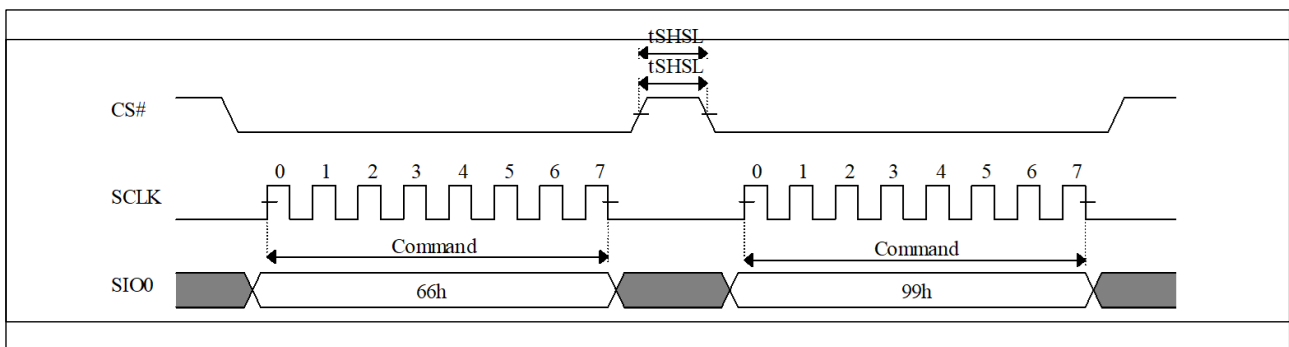 tSHSL
tSHSL
CS#
0 1 2 3 4 5 6 7 0 1 2 3 4 5 6 7
SCLK
Command Command
SIO0 66h 99h